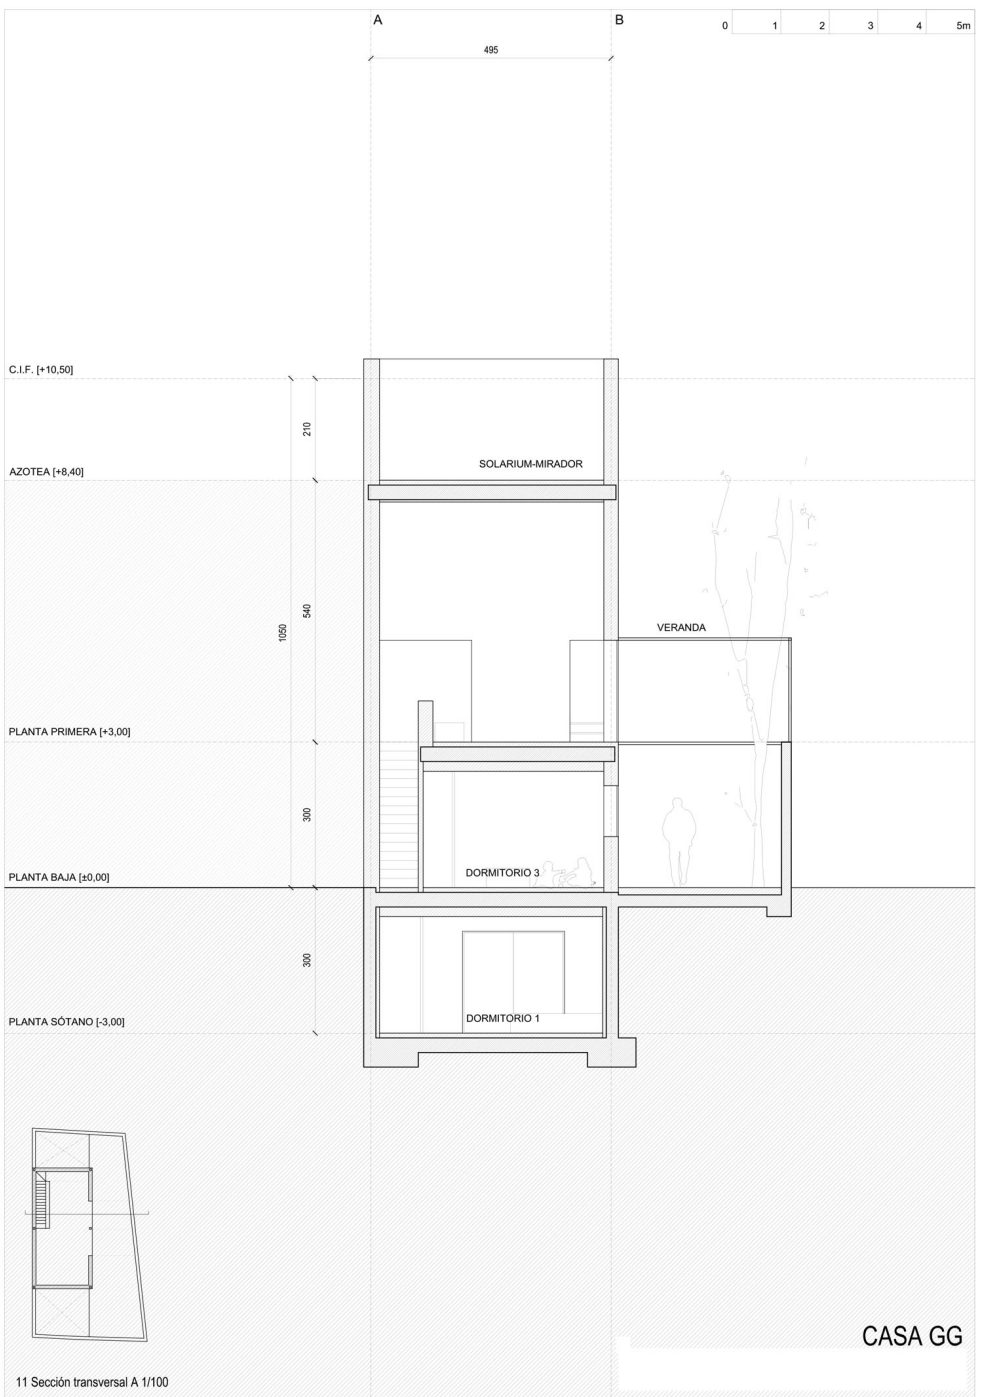 A
B
0 1 2 3 4 5m
495
C.I.F. [+10,50]
210
SOLARIUM-MIRADOR
AZOTEA [+8,40]
540
1050
VERANDA
PLANTA PRIMERA [+3,00]
300
DORMITORIO 3
PLANTA BAJA [±0,00]
300
DORMITORIO 1
PLANTA SÓTANO [-3,00]
CASA GG
11 Sección transversal A 1/100